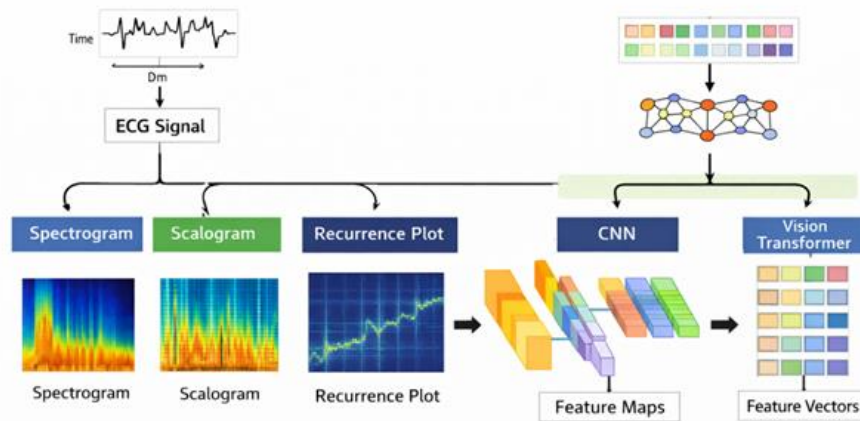 Time
Dm
ECG Signal
Spectrogram
Scalogram
Recurrence Plot
CNN
Vision
Transformer
Spectrogram
Scalogram
Recurrence Plot
Feature Maps
Feature Vectors